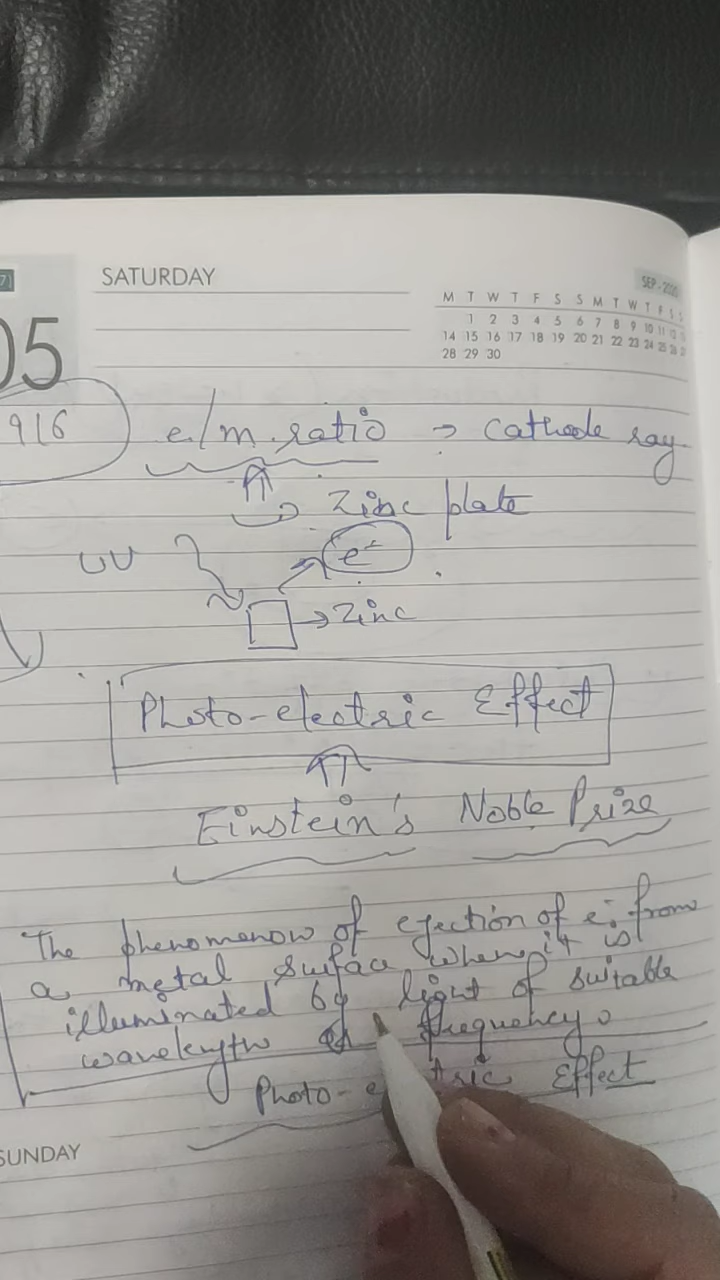 SATURDAY
SEP-2020
M T W T F S S M T W T F S S
1 2 3 4 5 6 7 8 9 10 11 12 13
14 15 16 17 18 19 20 21 22 23 24 25 26 27
28 29 30
05
916
e/m ratio → Cathode ray
Zinc plate
UV
e⁻
→ Zinc
Photo-electric Effect
Einstein's Noble Prize
The phenomenon of ejection of e⁻ from
a metal surface when it is
illuminated by light of suitable
wavelength or frequency.
Photo-e tric Effect
SUNDAY